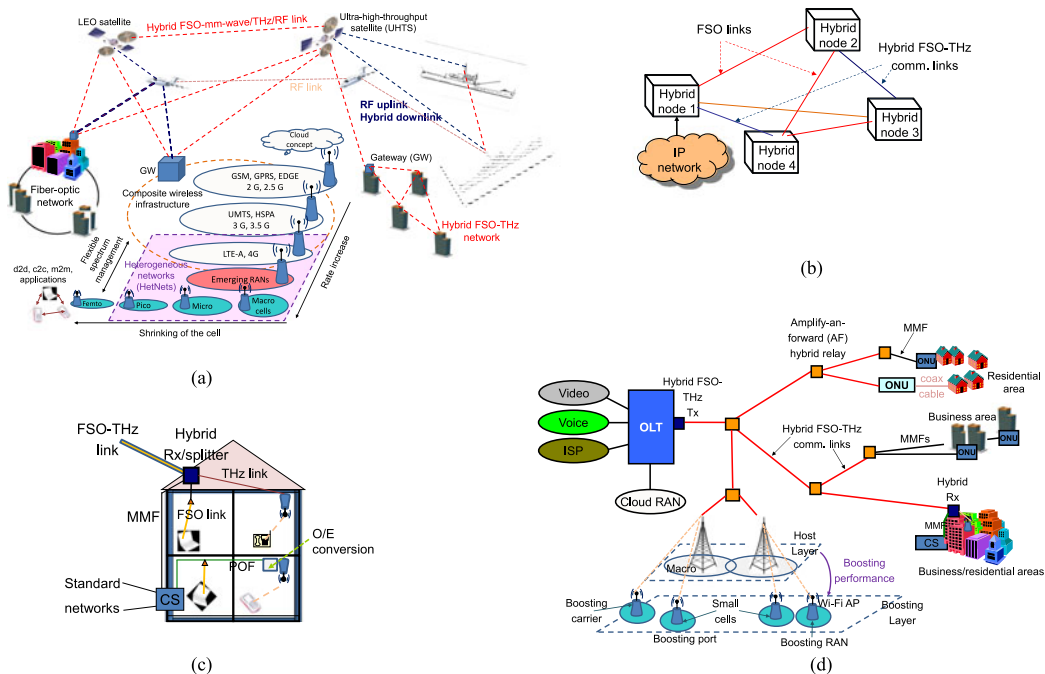 LEO satellite
Hybrid FSO-mm-wave/THz/RF link
Ultra-high-throughput
satellite (UHTS)
RF link
RF uplink
Hybrid downlink
Cloud
concept
Gateway (GW)
GW
Composite wireless
infrastructure
GSM, GPRS, EDGE
2 G, 2.5 G
UMTS, HSPA
3 G, 3.5 G
LTE-A, 4G
Fiber-optic
network
Hybrid FSO-THz
network
Flexible
spectrum
management
Heterogeneous
networks
(HetNets)
Emerging RANs
Rate increase
d2d, c2c, m2m,
applications
Femto
Pico
Micro
Macro
cells
Shrinking of the cell
(a)
FSO links
Hybrid
node 2
Hybrid FSO-THz
comm. links
Hybrid
node 1
Hybrid
node 3
Hybrid
node 4
IP
network
(b)
FSO-THz
link
Hybrid
Rx/splitter
THz link
MMF
FSO link
O/E
conversion
POF
Standard
networks
CS
(c)
Amplify-an-
forward (AF)
hybrid relay
MMF
ONU
ONU
coax
cable
Residential
area
Video
Voice
ISP
OLT
Hybrid FSO-
THz
Tx
Cloud RAN
Hybrid FSO-THz
comm. links
Business area
MMFs
ONU
ONU
Hybrid
Rx
MMF
CS
Business/residential areas
Host
Layer
Macro
Boosting
performance
Boosting
carrier
Small
cells
Wi-Fi AP
Boosting
Layer
Boosting port
Boosting RAN
(d)